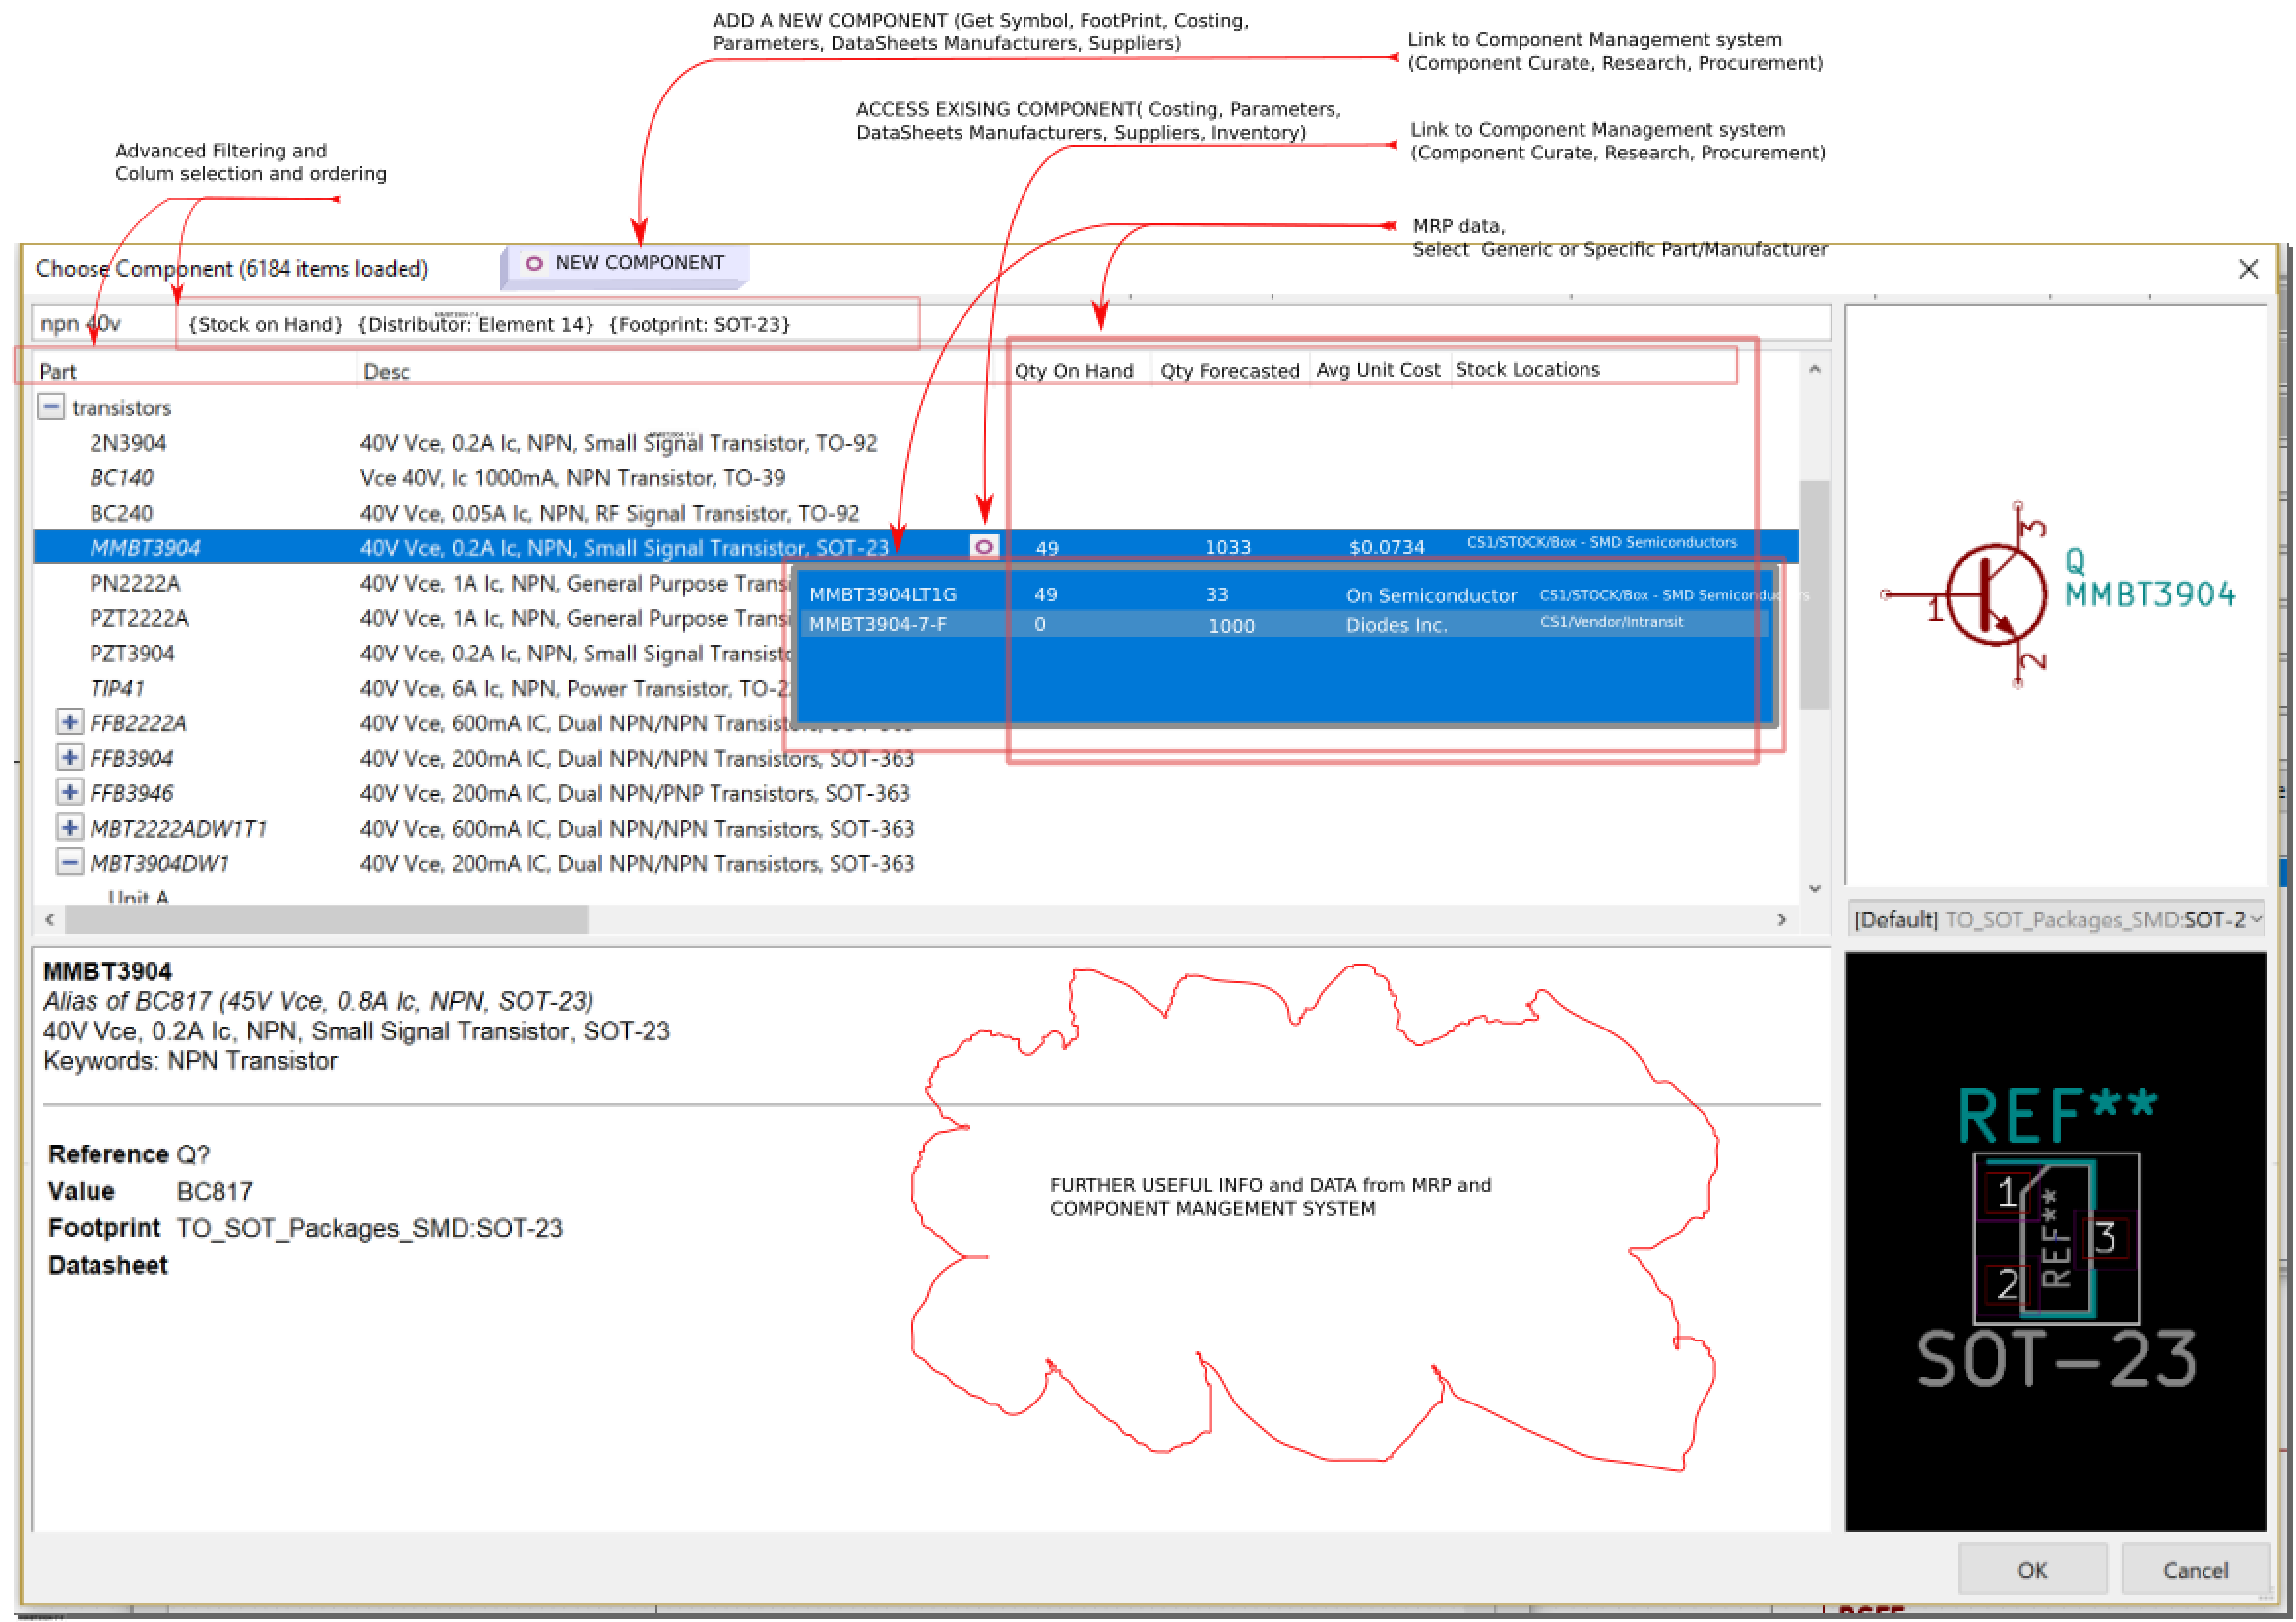 ADD A NEW COMPONENT (Get Symbol, FootPrint, Costing,
Parameters, DataSheets Manufacturers, Suppliers)
Link to Component Management system
(Component Curate, Research, Procurement)
ACCESS EXISING COMPONENT( Costing, Parameters,
DataSheets Manufacturers, Suppliers, Inventory)
Link to Component Management system
(Component Curate, Research, Procurement)
Advanced Filtering and
Colum selection and ordering
MRP data,
Select Generic or Specific Part/Manufacturer
Choose Component (6184 items loaded)
NEW COMPONENT
npn 40v {Stock on Hand} {Distributor: Element 14} {Footprint: SOT-23}
Part Desc Qty On Hand Qty Forecasted Avg Unit Cost Stock Locations
transistors
2N3904 40V Vce, 0.2A Ic, NPN, Small Signal Transistor, TO-92
BC140 Vce 40V, Ic 1000mA, NPN Transistor, TO-39
BC240 40V Vce, 0.05A Ic, NPN, RF Signal Transistor, TO-92
MMBT3904 40V Vce, 0.2A Ic, NPN, Small Signal Transistor, SOT-23 49 1033 $0.0734 CS1/STOCK/Box - SMD Semiconductors
PN2222A 40V Vce, 1A Ic, NPN, General Purpose Transi
MMBT3904LT1G 49 33 On Semiconductor CS1/STOCK/Box - SMD Semiconductors
PZT2222A 40V Vce, 1A Ic, NPN, General Purpose Transi
MMBT3904-7-F 0 1000 Diodes Inc. CS1/Vendor/Intransit
PZT3904 40V Vce, 0.2A Ic, NPN, Small Signal Transist
TIP41 40V Vce, 6A Ic, NPN, Power Transistor, TO-2
FFB2222A 40V Vce, 600mA IC, Dual NPN/NPN Transistors, SOT-363
FFB3904 40V Vce, 200mA IC, Dual NPN/NPN Transistors, SOT-363
FFB3946 40V Vce, 200mA IC, Dual NPN/PNP Transistors, SOT-363
MBT2222ADW1T1 40V Vce, 600mA IC, Dual NPN/NPN Transistors, SOT-363
MBT3904DW1 40V Vce, 200mA IC, Dual NPN/NPN Transistors, SOT-363
Unit A
3
Q
MMBT3904
1
2
[Default] TO_SOT_Packages_SMD:SOT-2
MMBT3904
Alias of BC817 (45V Vce, 0.8A Ic, NPN, SOT-23)
40V Vce, 0.2A Ic, NPN, Small Signal Transistor, SOT-23
Keywords: NPN Transistor
Reference Q?
Value BC817
Footprint TO_SOT_Packages_SMD:SOT-23
Datasheet
FURTHER USEFUL INFO and DATA from MRP and
COMPONENT MANGEMENT SYSTEM
REF**
1
REF**
3
2
SOT-23
OK Cancel